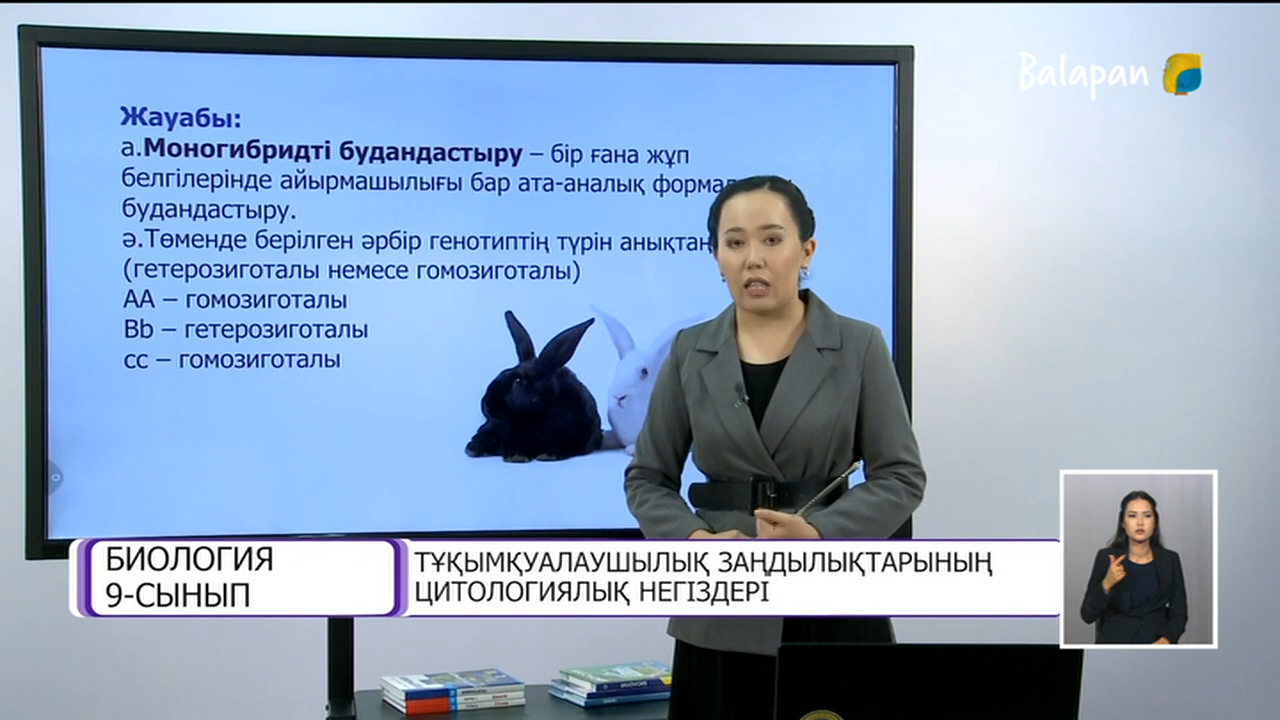 Balapan
Жауабы:
а.Моногибридті будандастыру – бір ғана жұп
белгілерінде айырмашылығы бар ата-аналық
будандастыру.
ә.Төменде берілген әрбір генотиптің түрін
(гетерозиготалы немесе гомозиготалы)
АА – гомозиготалы
Bb – гетерозиготалы
сс – гомозиготалы
БИОЛОГИЯ
9-СЫНЫП
ТҰҚЫМҚУАЛАУШЫЛЫҚ ЗАҢДЫЛЫҚТАРЫНЫҢ
ЦИТОЛОГИЯЛЫҚ НЕГІЗДЕРІ